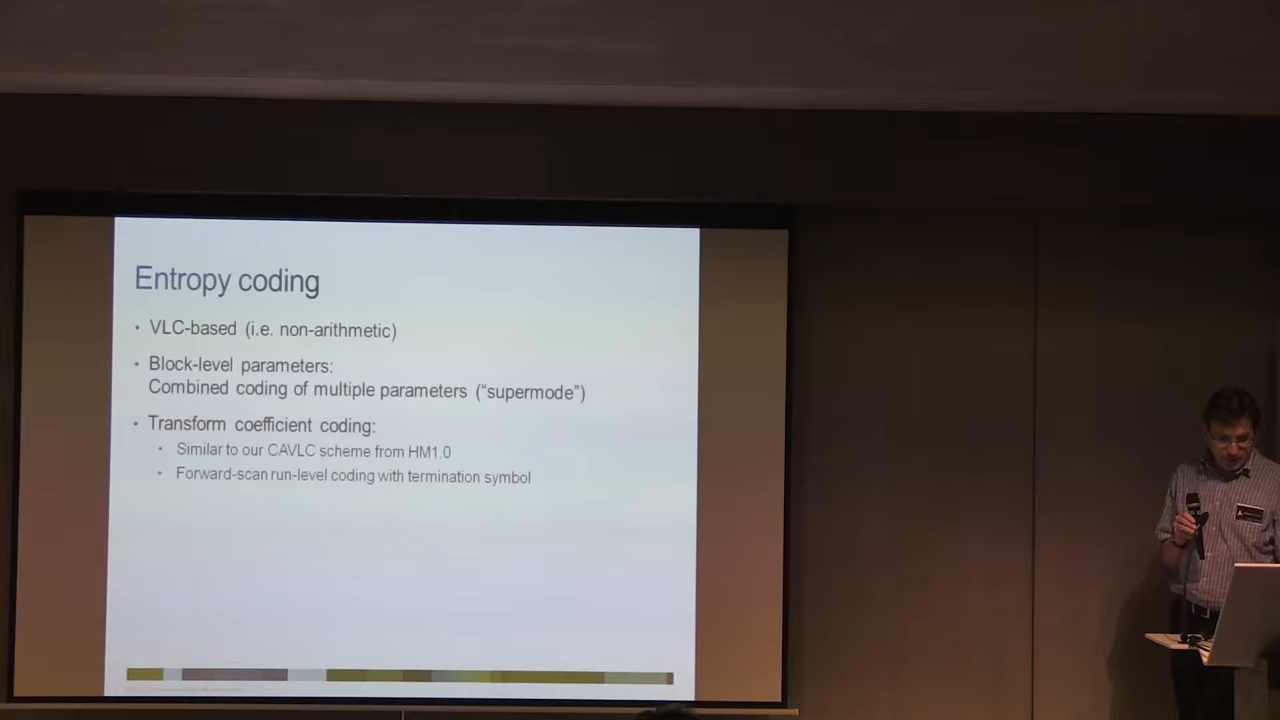 Entropy coding
• VLC-based (i.e. non-arithmetic)
• Block-level parameters:
Combined coding of multiple parameters (“supermode”)
• Transform coefficient coding:
• Similar to our CAVLC scheme from HM1.0
• Forward-scan run-level coding with termination symbol